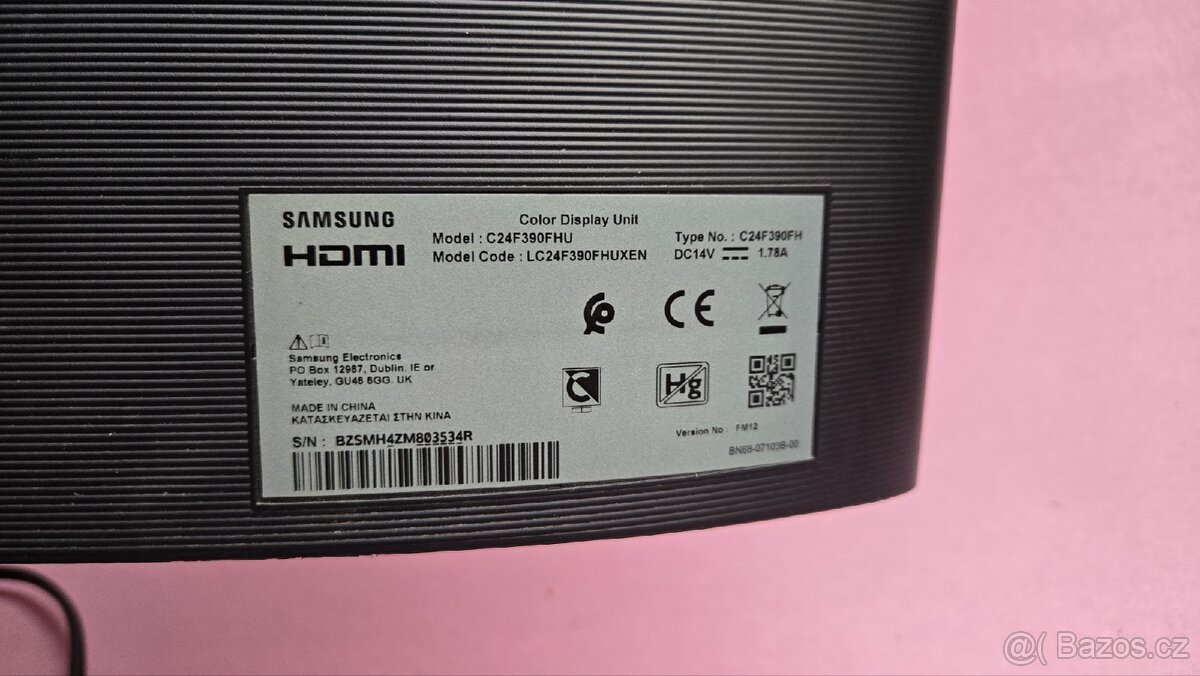 SAMSUNG
HDMI
Color Display Unit
Model : C24F390FHU
Model Code : LC24F390FHUXEN
Type No. : C24F390FH
DC14V 1.78A
CE
Hg
Samsung Electronics
PO Box 12987, Dublin, IE or
Yateley, GU46 6GG. UK
MADE IN CHINA
ΚΑΤΑΣΚΕΥΑΖΕΤΑΙ ΣΤΗΝ ΚΙΝΑ
S/N : BZSMH4ZM803534R
Version No. FM12
BN68-07103B-00
@( Bazos.cz